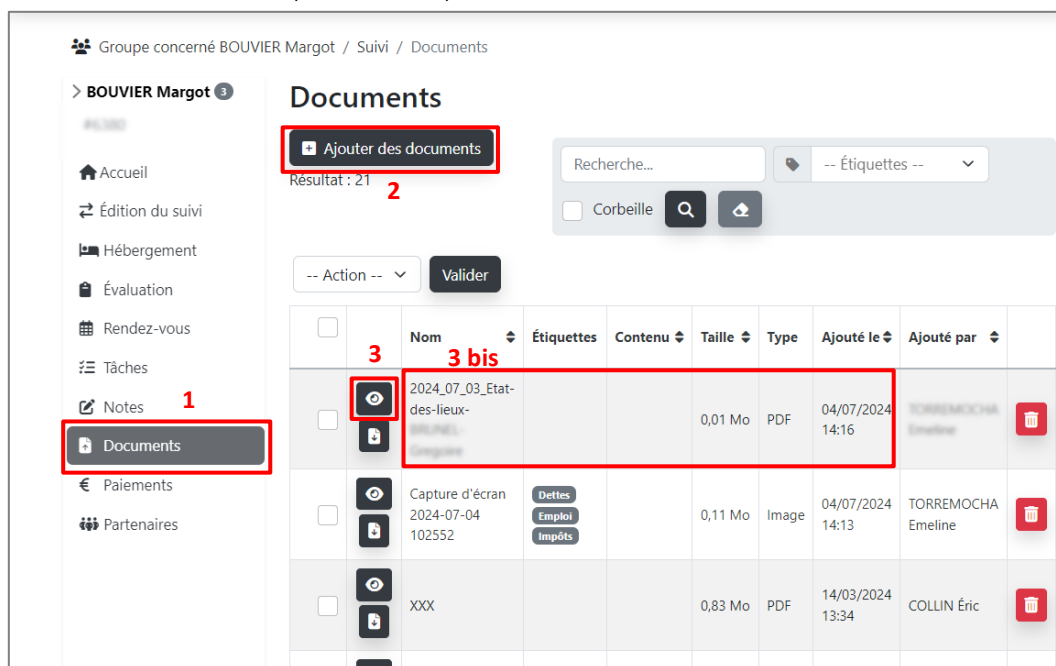 Groupe concerné BOUVIER Margot / Suivi / Documents
BOUVIER Margot 3
Documents
Ajouter des documents
Recherche...
-- Étiquettes --
Accueil
Résultat : 21
2
Corbeille
Édition du suivi
Hébergement
-- Action --
Valider
Évaluation
Rendez-vous
Nom
Étiquettes
Contenu
Taille
Type
Ajouté le
Ajouté par
3
3 bis
Tâches
Notes
1
Documents
Paiements
Partenaires
2024_07_03_Etat-
des-lieux-
0,01 Mo
PDF
04/07/2024
14:16
Capture d'écran
2024-07-04
102552
Dettes
Emploi
Impôts
0,11 Mo
Image
04/07/2024
14:13
TORREMOCHA
Emeline
XXX
0,83 Mo
PDF
14/03/2024
13:34
COLLIN Éric